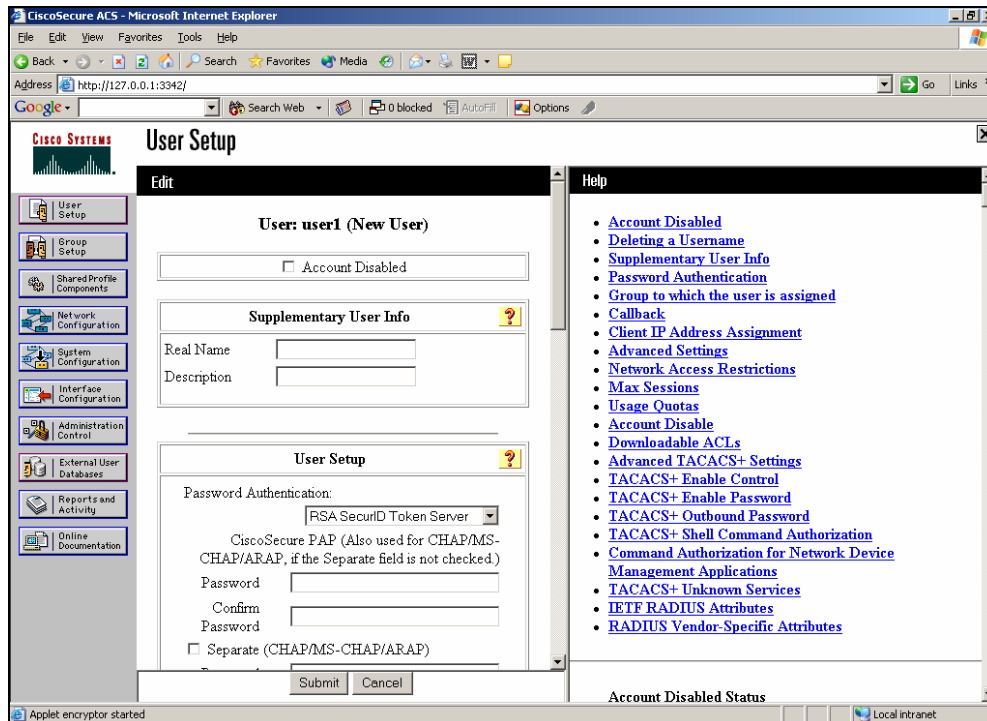 CiscoSecure ACS - Microsoft Internet Explorer
File Edit View Favorites Tools Help
Back Search Favorites Media
Address http://127.0.0.1:3342/ Go Links
Google Search Web 0 blocked AutoFill Options
CISCO SYSTEMS
User Setup
User Setup
Group Setup
Shared Profile Components
Network Configuration
System Configuration
Interface Configuration
Administration Control
External User Databases
Reports and Activity
Online Documentation
Edit
User: user1 (New User)
Account Disabled
Supplementary User Info ?
Real Name
Description
User Setup ?
Password Authentication:
RSA SecurID Token Server
CiscoSecure PAP (Also used for CHAP/MS-
CHAP/ARAP, if the Separate field is not checked.)
Password
Confirm
Password
Separate (CHAP/MS-CHAP/ARAP)
Submit Cancel
Help
Account Disabled
Deleting a Username
Supplementary User Info
Password Authentication
Group to which the user is assigned
Callback
Client IP Address Assignment
Advanced Settings
Network Access Restrictions
Max Sessions
Usage Quotas
Account Disable
Downloadable ACLs
Advanced TACACS+ Settings
TACACS+ Enable Control
TACACS+ Enable Password
TACACS+ Outbound Password
TACACS+ Shell Command Authorization
Command Authorization for Network Device
Management Applications
TACACS+ Unknown Services
IETF RADIUS Attributes
RADIUS Vendor-Specific Attributes
Account Disabled Status
Applet encryptor started
Local intranet